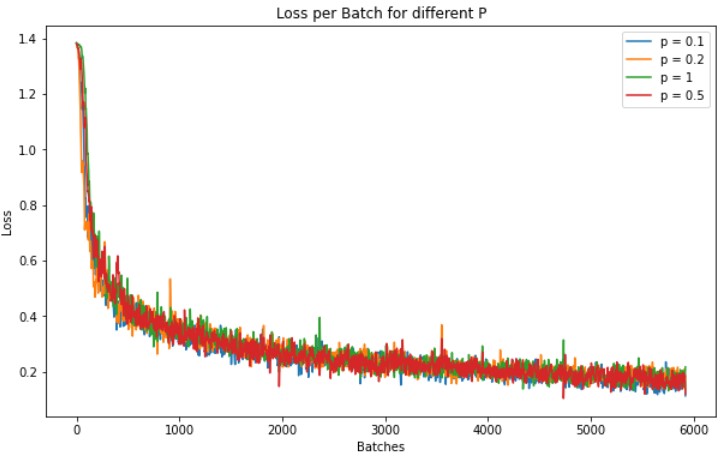 Loss per Batch for different P
p = 0.1
p = 0.2
p = 1
p = 0.5
Loss
1.4
1.2
1.0
0.8
0.6
0.4
0.2
0 1000 2000 3000 4000 5000 6000
Batches